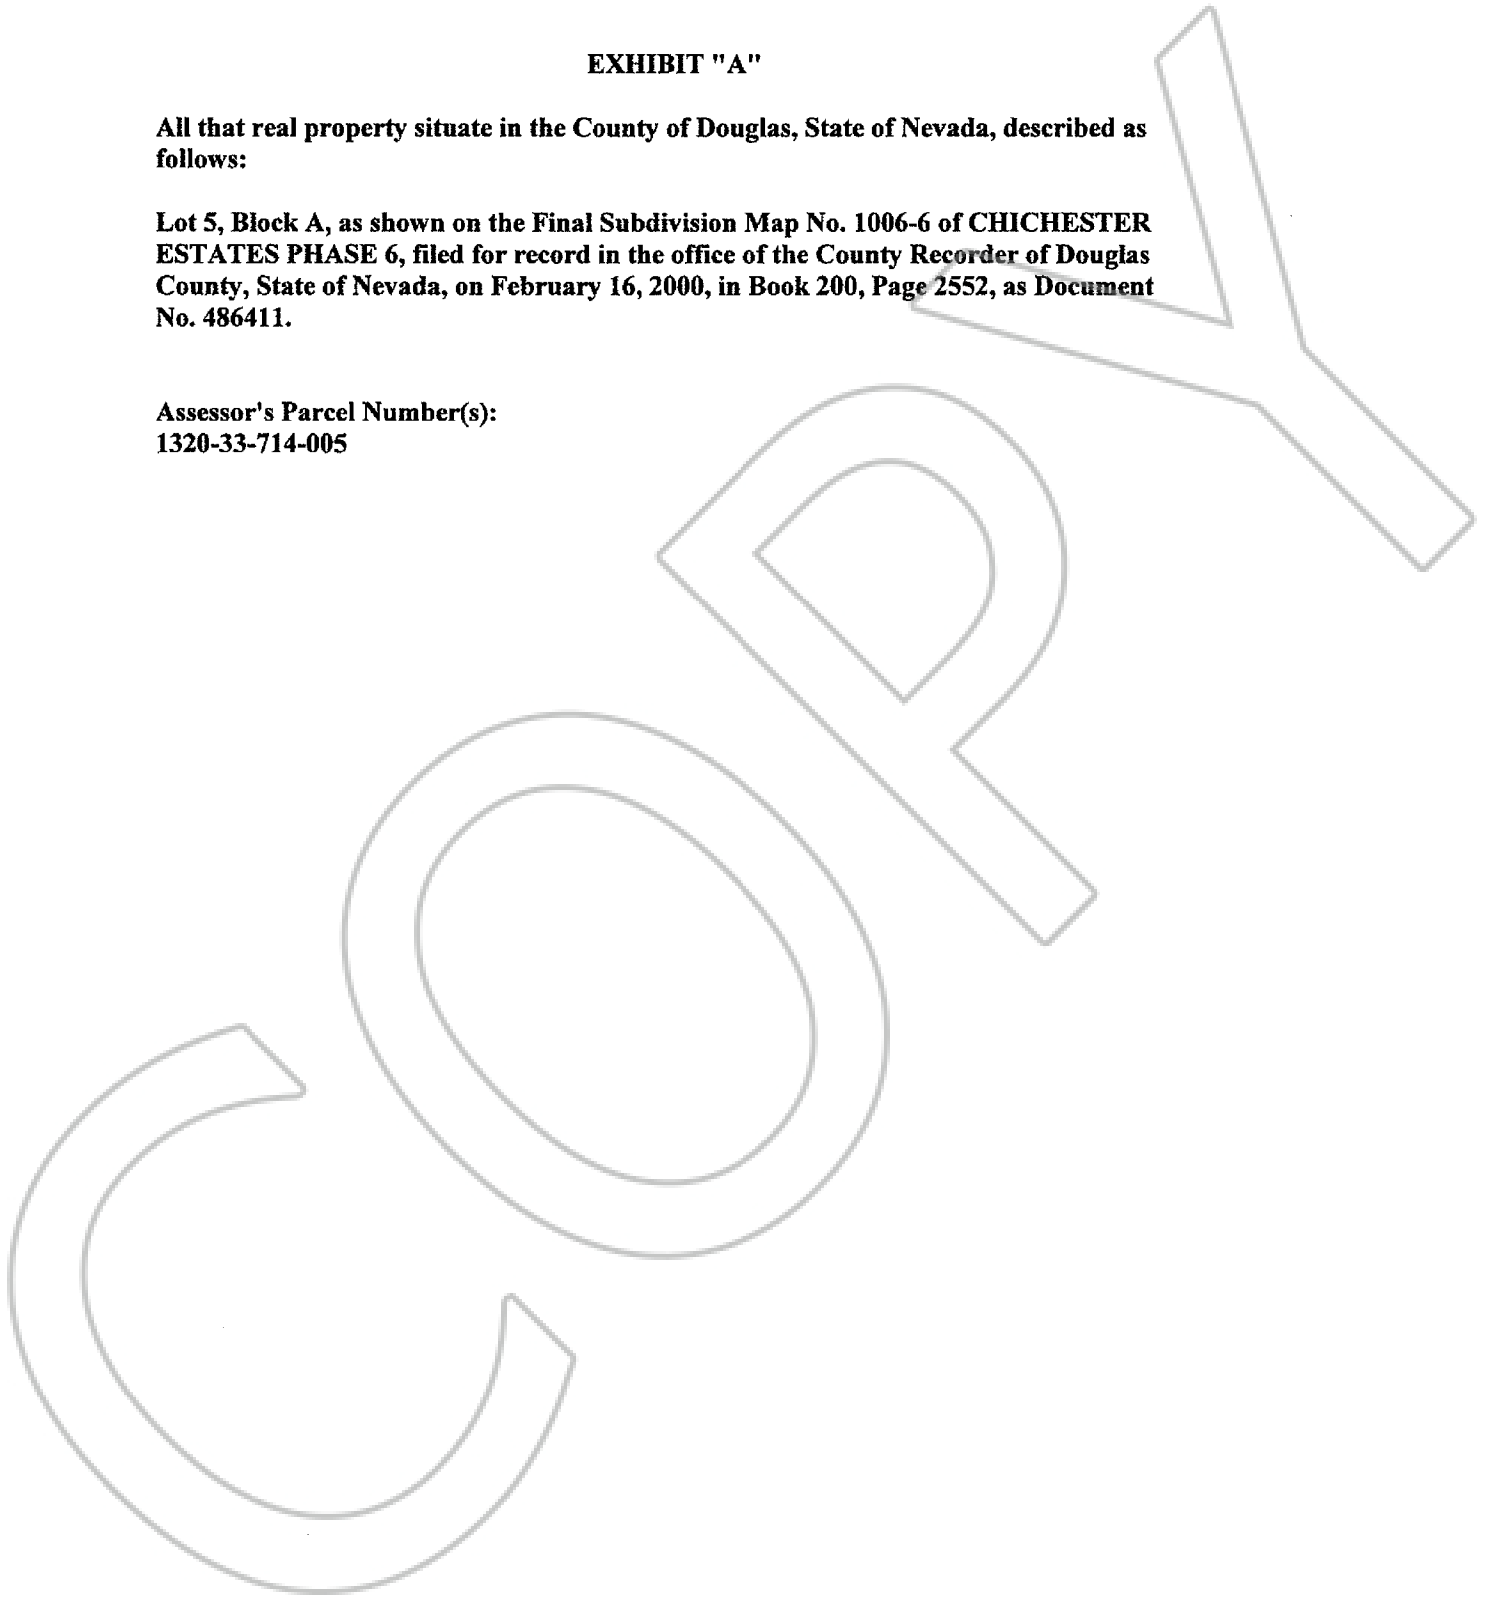 EXHIBIT "A"
All that real property situate in the County of Douglas, State of Nevada, described as
follows:
Lot 5, Block A, as shown on the Final Subdivision Map No. 1006-6 of CHICHESTER
ESTATES PHASE 6, filed for record in the office of the County Recorder of Douglas
County, State of Nevada, on February 16, 2000, in Book 200, Page 2552, as Document
No. 486411.
Assessor's Parcel Number(s):
1320-33-714-005
COPY